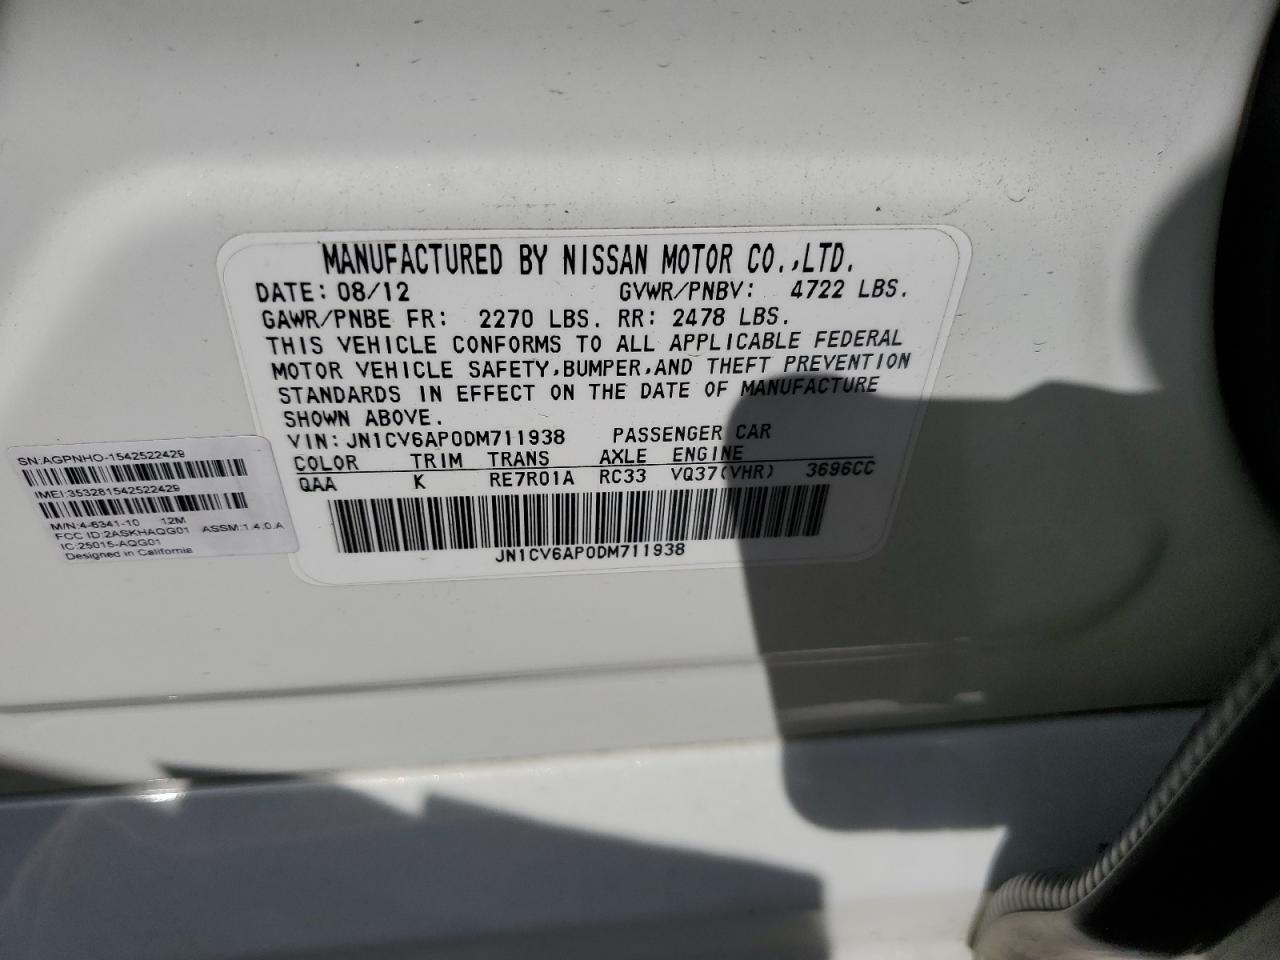 MANUFACTURED BY NISSAN MOTOR CO.,LTD.
DATE: 08/12 GVWR/PNBV: 4722 LBS.
GAWR/PNBE FR: 2270 LBS. RR: 2478 LBS.
THIS VEHICLE CONFORMS TO ALL APPLICABLE FEDERAL
MOTOR VEHICLE SAFETY,BUMPER,AND THEFT PREVENTION
STANDARDS IN EFFECT ON THE DATE OF MANUFACTURE
SHOWN ABOVE.
VIN: JN1CV6AP0DM711938 PASSENGER CAR
COLOR TRIM TRANS AXLE ENGINE
QAA K RE7R01A RC33 VQ37(VHR) 3696CC
JN1CV6AP0DM711938
SN:AGPNHO-1542522429
IMEI:353281542522429
M/N:4-6341-10 12M
FCC ID:2ASKHAQG01 ASSM:1.4.0.A
IC:25015-AQG01
Designed in California